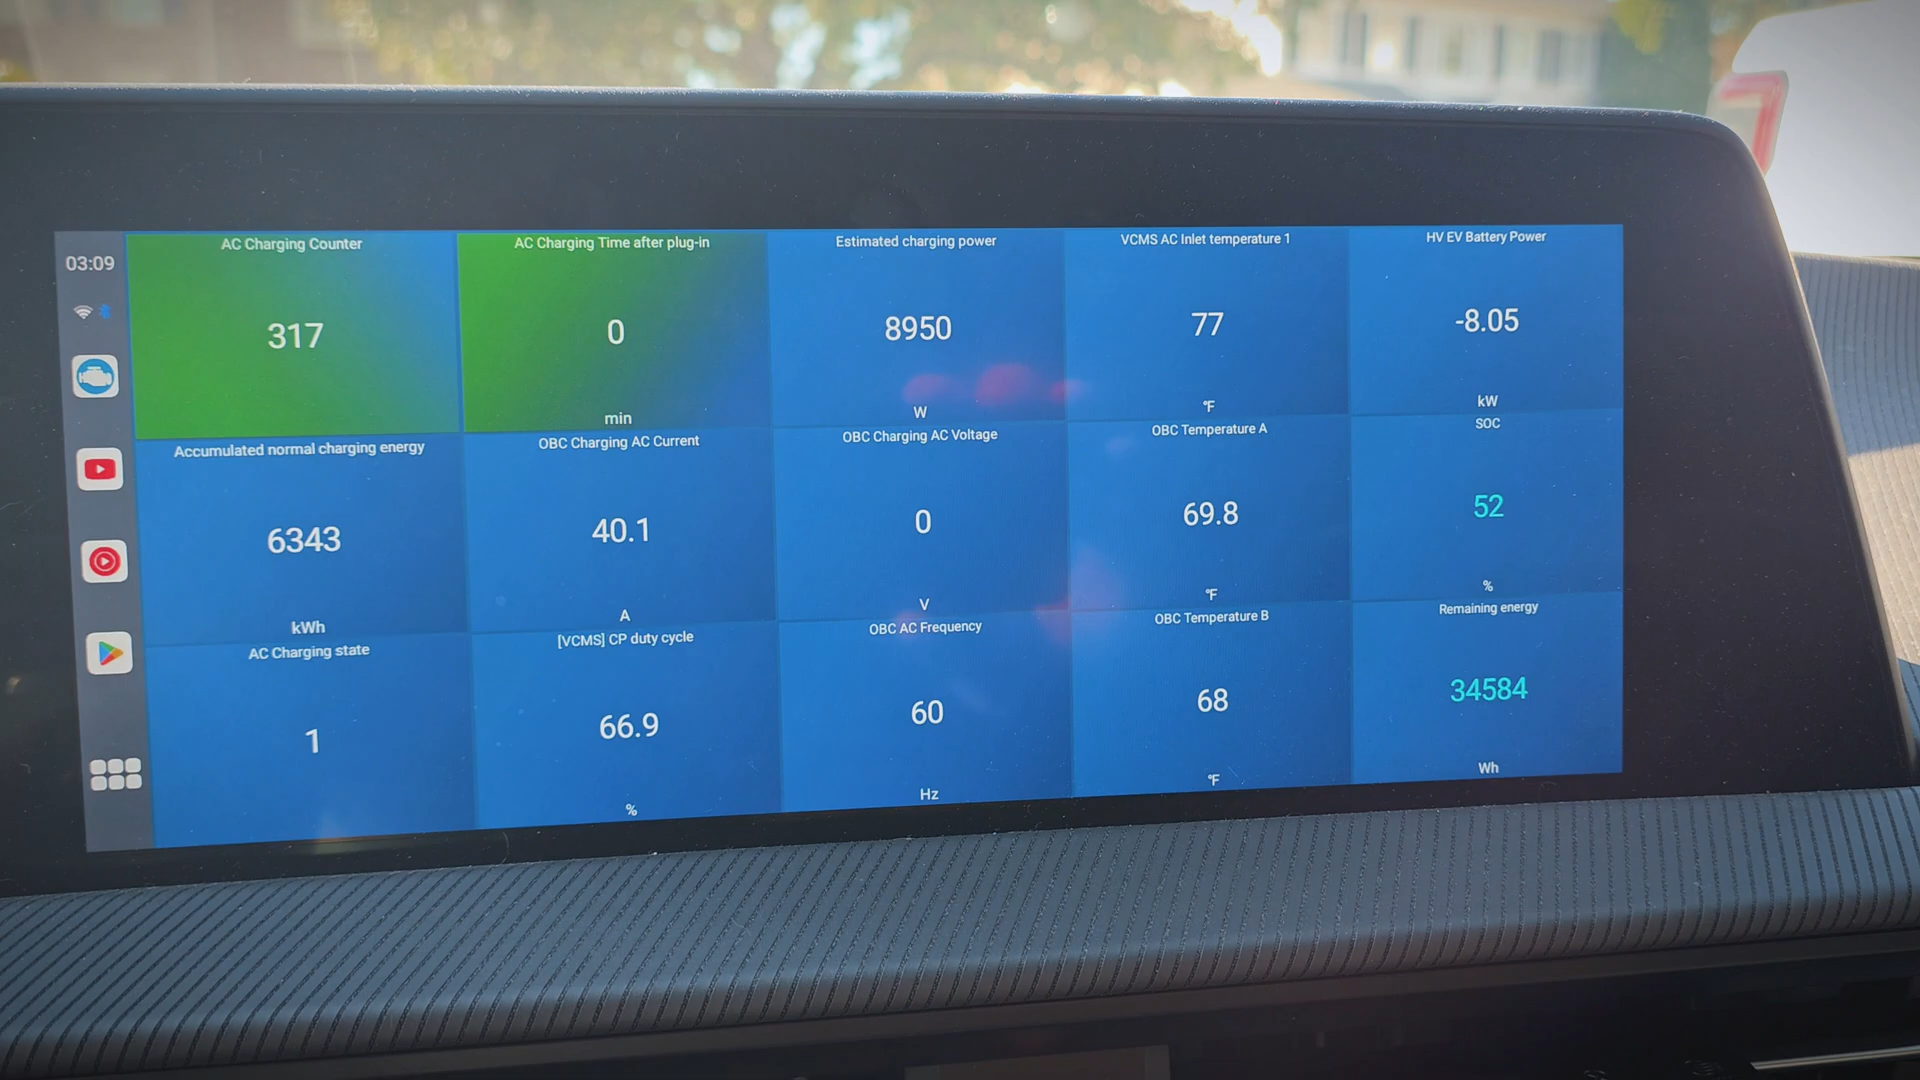 03:09
AC Charging Counter
317
AC Charging Time after plug-in
0
min
Estimated charging power
8950
W
VCMS AC Inlet temperature 1
77
°F
HV EV Battery Power
-8.05
kW
Accumulated normal charging energy
6343
kWh
OBC Charging AC Current
40.1
A
OBC Charging AC Voltage
0
V
OBC Temperature A
69.8
°F
SOC
52
%
AC Charging state
1
[VCMS] CP duty cycle
66.9
%
OBC AC Frequency
60
Hz
OBC Temperature B
68
°F
Remaining energy
34584
Wh